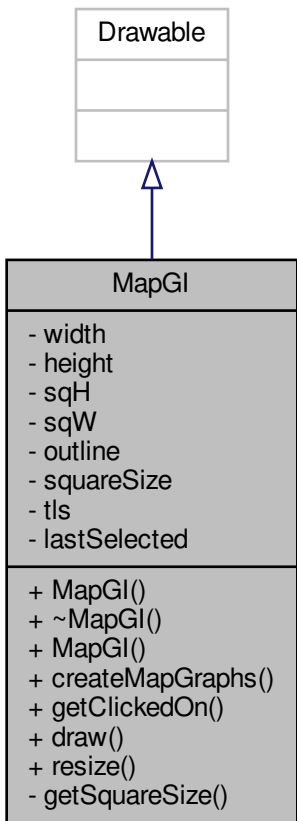 Drawable
MapGI
- width
- height
- sqH
- sqW
- outline
- squareSize
- tls
- lastSelected
+ MapGI()
+ ~MapGI()
+ MapGI()
+ createMapGraphs()
+ getClickedOn()
+ draw()
+ resize()
- getSquareSize()